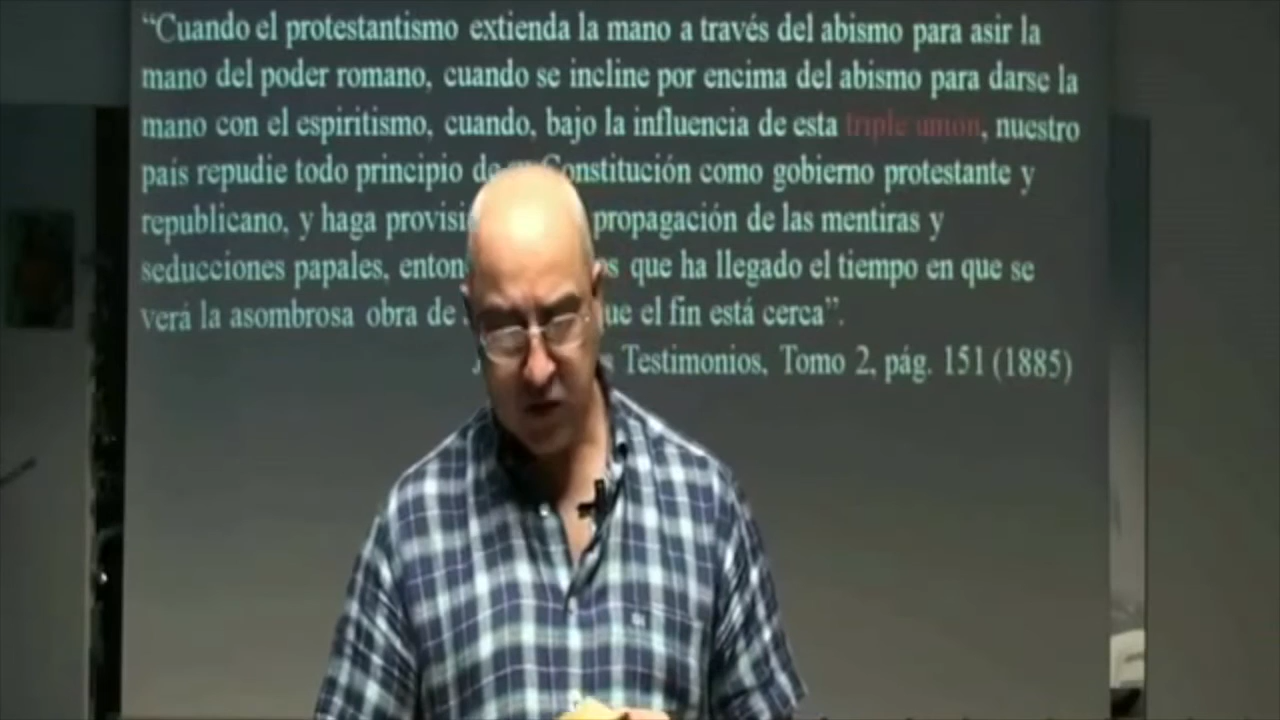 “Cuando el protestantismo extienda la mano a través del abismo para asir la
mano del poder romano, cuando se incline por encima del abismo para darse la
mano con el espiritismo, cuando, bajo la influencia de esta triple union, nuestro
país repudie todo principio de Constitución como gobierno protestante y
republicano, y haga propagación de las mentiras y
seducciones papales, que ha llegado el tiempo en que se
verá la asombrosa obra de el fin está cerca”.
Testimonios, Tomo 2, pág. 151 (1885)